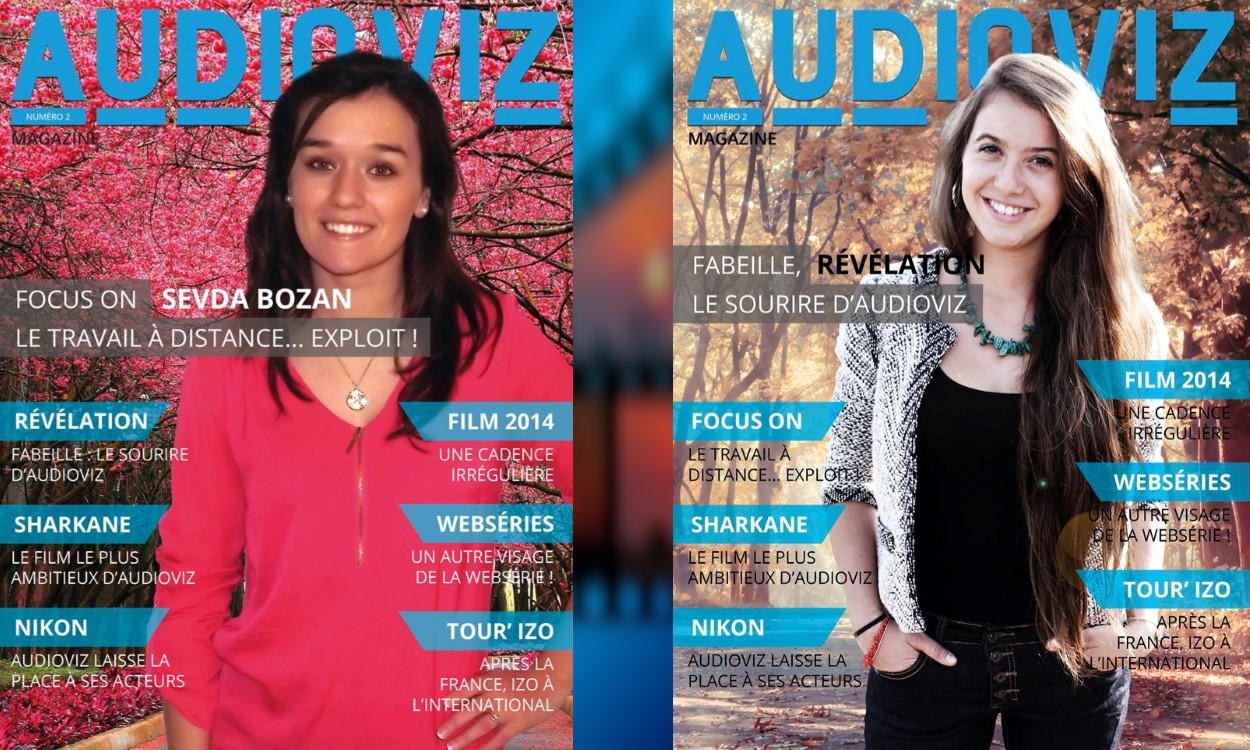 AUDIOVIZ
NUMÉRO 2
MAGAZINE
FOCUS ON SEVDA BOZAN
LE TRAVAIL À DISTANCE... EXPLOIT !
RÉVÉLATION
FABEILLE : LE SOURIRE
D'AUDIOVIZ
SHARKANE
LE FILM LE PLUS
AMBITIEUX D'AUDIOVIZ
NIKON
AUDIOVIZ LAISSE LA
PLACE À SES ACTEURS
FILM 2014
UNE CADENCE
IRRÉGULIÈRE
WEBSÉRIES
UN AUTRE VISAGE
DE LA WEBSÉRIE !
TOUR' IZO
APRÈS LA
FRANCE, IZO À
L'INTERNATIONAL
AUDIOVIZ
NUMÉRO 2
MAGAZINE
FABEILLE, RÉVÉLATION
LE SOURIRE D'AUDIOVIZ
FOCUS ON
LE TRAVAIL À
DISTANCE... EXPLOIT !
SHARKANE
LE FILM LE PLUS
AMBITIEUX D'AUDIOVIZ
NIKON
AUDIOVIZ LAISSE LA
PLACE À SES ACTEURS
FILM 2014
UNE CADENCE
IRRÉGULIÈRE
WEBSÉRIES
UN AUTRE VISAGE
DE LA WEBSÉRIE !
TOUR' IZO
APRÈS LA
FRANCE, IZO À
L'INTERNATIONAL